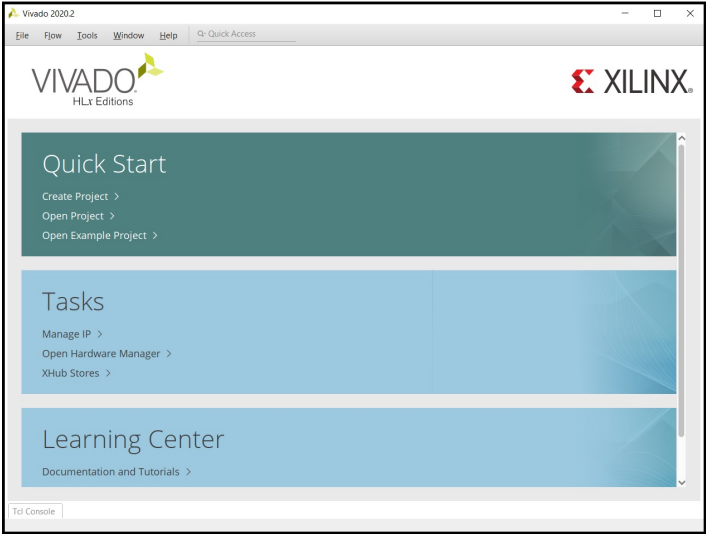 Vivado 2020.2
File Flow Tools Window Help Q- Quick Access
VIVADO.
HLx Editions
XILINX®
Quick Start
Create Project >
Open Project >
Open Example Project >
Tasks
Manage IP >
Open Hardware Manager >
XHub Stores >
Learning Center
Documentation and Tutorials >
Tcl Console